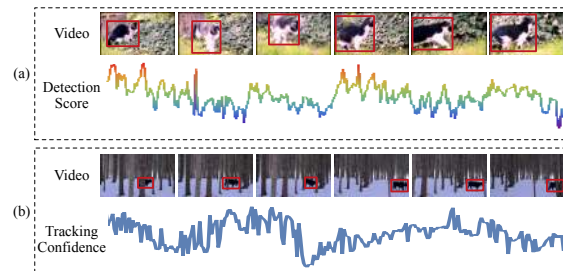 Video
(a)
Detection
Score
Video
(b)
Tracking
Confidence